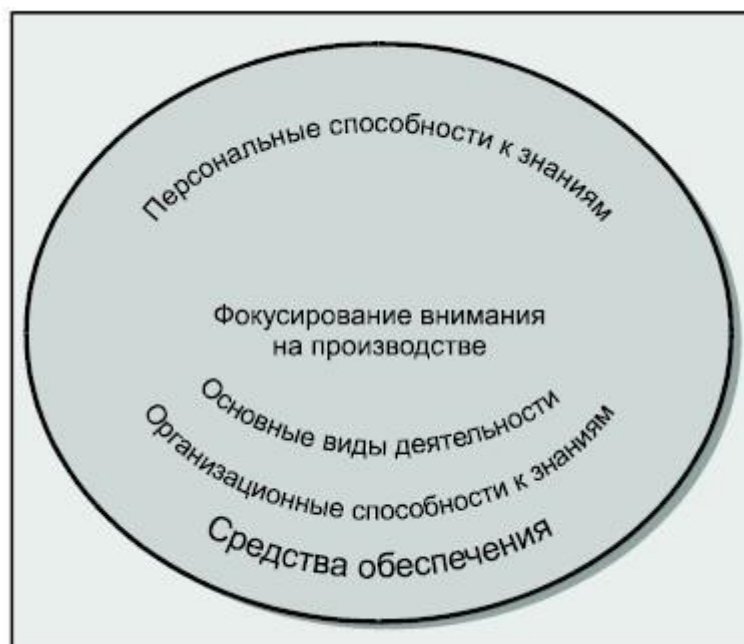 Персональные способности к знаниям
Фокусирование внимания
на производстве
Основные виды деятельности
Организационные способности к знаниям
Средства обеспечения